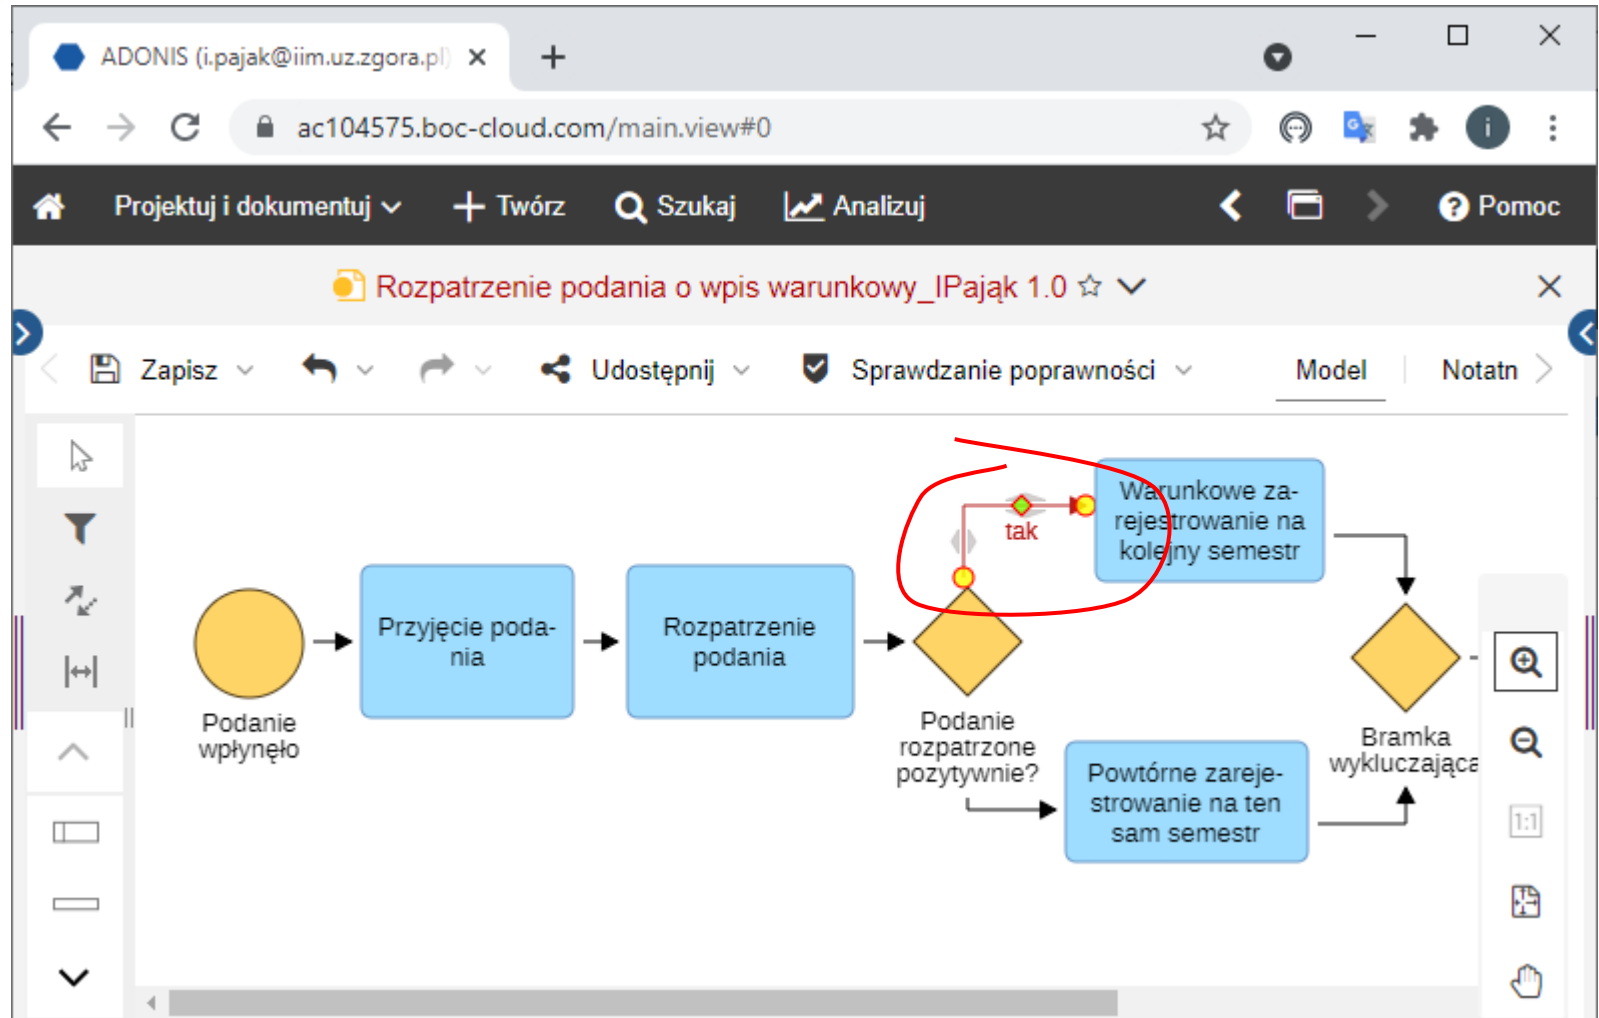 ADONIS (i.pajak@iim.uz.zgora.pl)
ac104575.boc-cloud.com/main.view#0
i
Projektuj i dokumentuj
Twórz
Szukaj
Analizuj
Pomoc
Rozpatrzenie podania o wpis warunkowy_IPająk 1.0
Zapisz
Udostępnij
Sprawdzanie poprawności
Model
Notatn
Warunkowe za-
rejestrowanie na
kolejny semestr
tak
Przyjęcie poda-
nia
Rozpatrzenie
podania
Podanie
wpłynęło
Podanie
rozpatrzone
pozytywnie?
Powtórne zareje-
strowanie na ten
sam semestr
Bramka
wykluczająca
1:1